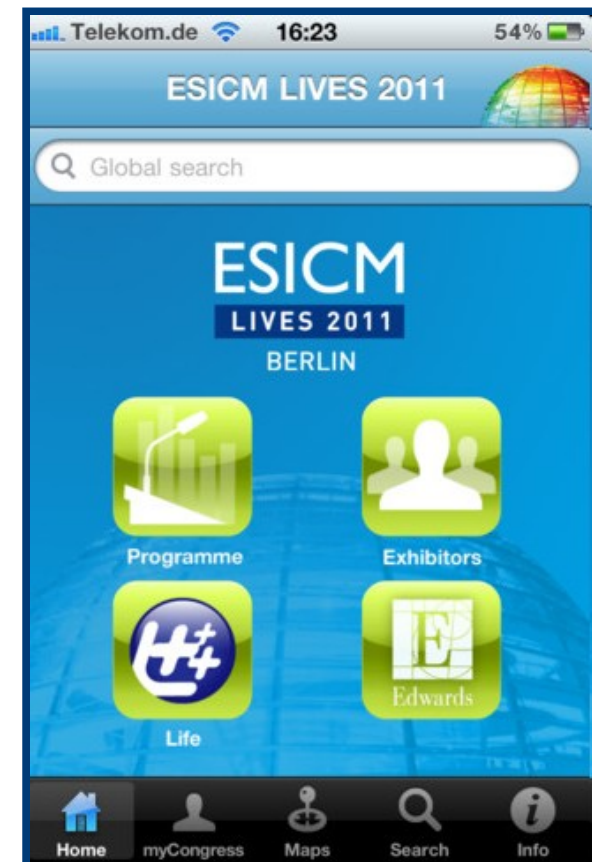 Telekom.de 16:23 54%
ESICM LIVES 2011
Global search
ESICM
LIVES 2011
BERLIN
Programme Exhibitors
E
Edwards
Life
Home myCongress Maps Search Info